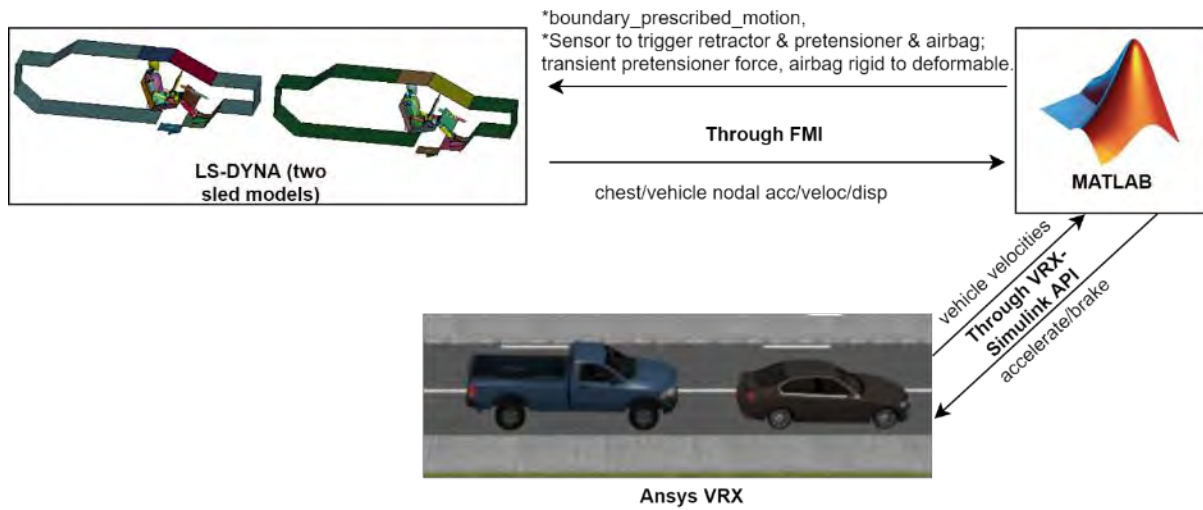 *boundary_prescribed_motion,
*Sensor to trigger retractor & pretensioner & airbag;
transient pretensioner force, airbag rigid to deformable.
Through FMI
LS-DYNA (two
sled models)
chest/vehicle nodal acc/veloc/disp
MATLAB
vehicle velocities
Through VRX-
Simulink API
accelerate/brake
Ansys VRX